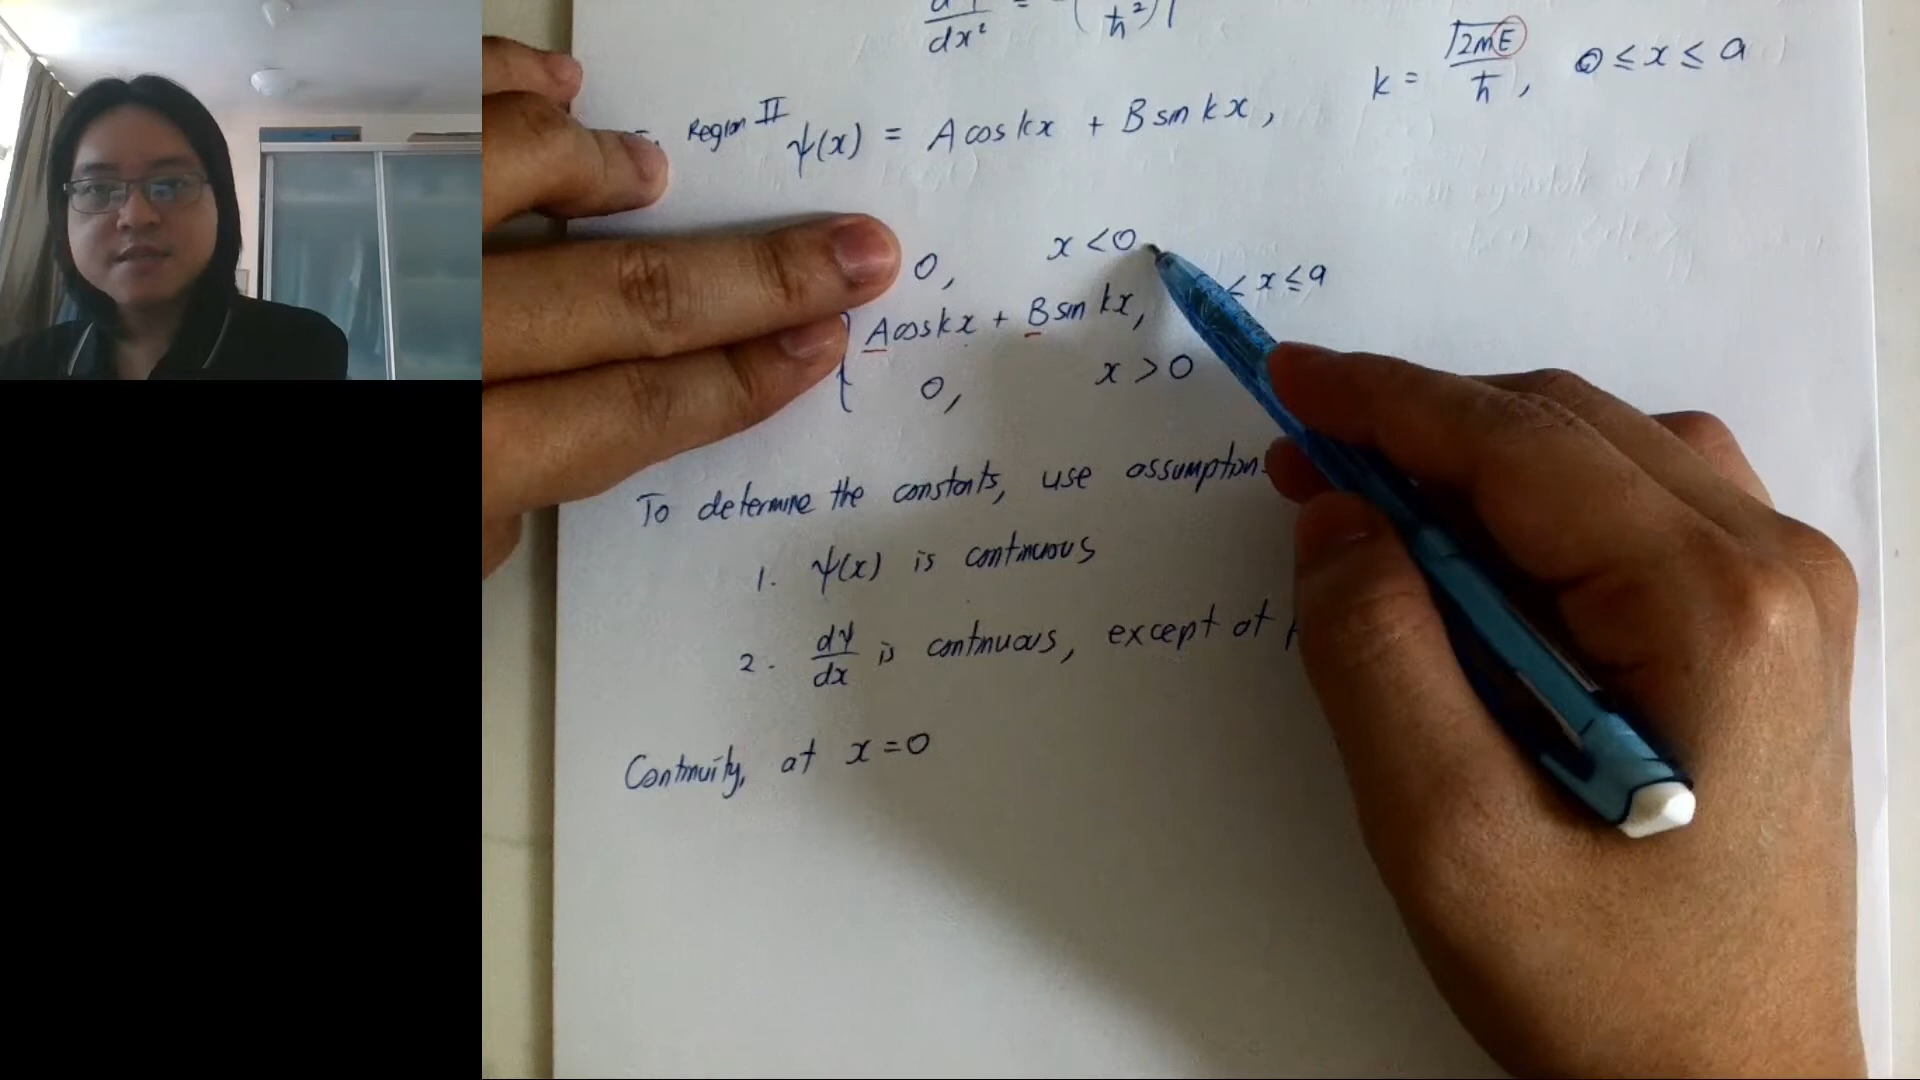 dx² = - ( ħ² )
k = √2mE / ħ , 0 ≤ x ≤ a
Region II ψ(x) = A cos kx + B sin kx ,
0, x < 0
A cos kx + B sin kx, < x ≤ a
0, x > 0
To determine the constants, use assumption
1. ψ(x) is continuous
2. dψ/dx is continuous, except at
Continuity, at x = 0